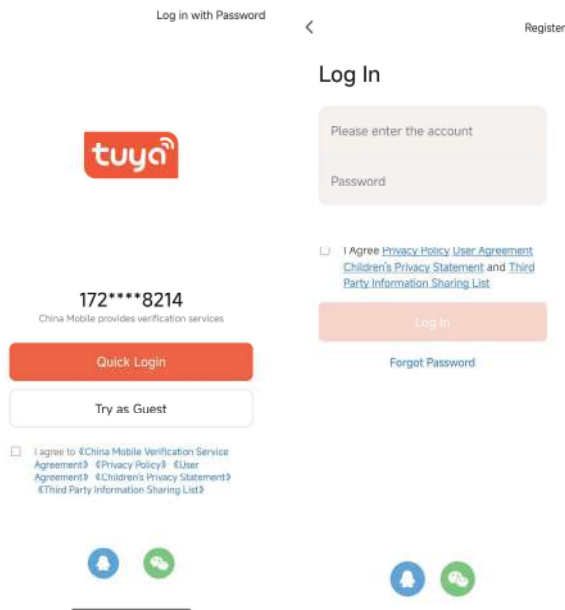 Log in with Password
tuya
172****8214
China Mobile provides verification services
Quick Login
Try as Guest
I agree to 《China Mobile Verification Service
Agreement》 《Privacy Policy》 《User
Agreement》 《Children's Privacy Statement》
《Third Party Information Sharing List》
Register
Log In
Please enter the account
Password
I Agree Privacy Policy User Agreement
Children's Privacy Statement and Third
Party Information Sharing List
Log In
Forgot Password